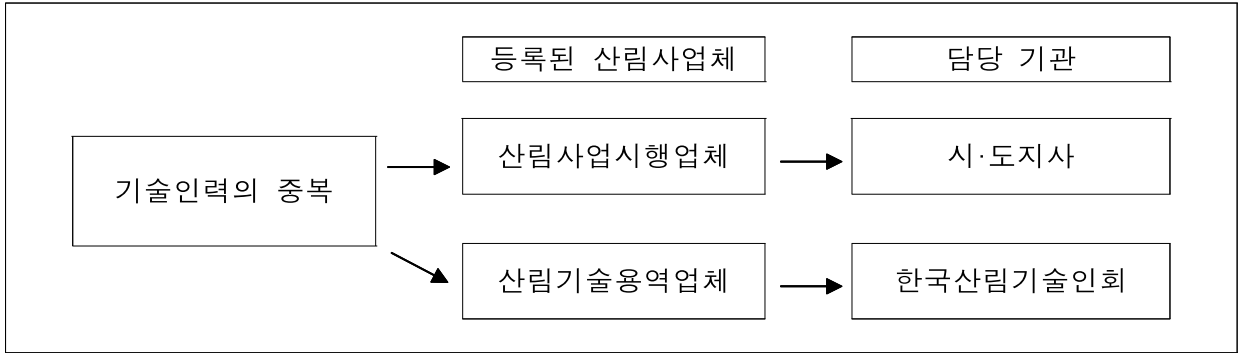 등록된 산림사업체
담당 기관
기술인력의 중복
산림사업시행업체
시·도지사
산림기술용역업체
한국산림기술인회